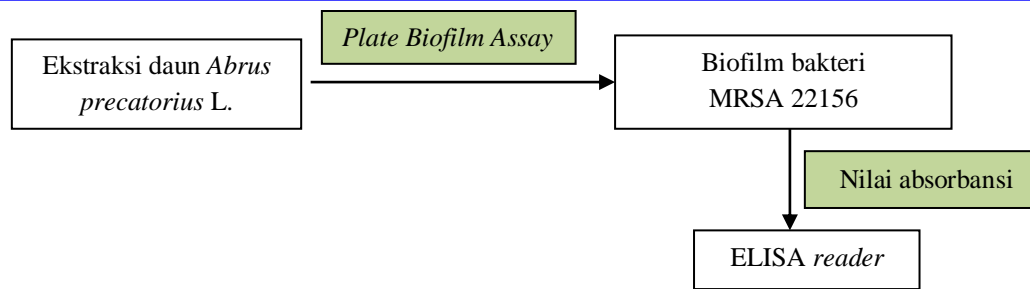 Plate Biofilm Assay
Ekstraksi daun Abrus
precatorius L.
Biofilm bakteri
MRSA 22156
Nilai absorbansi
ELISA reader